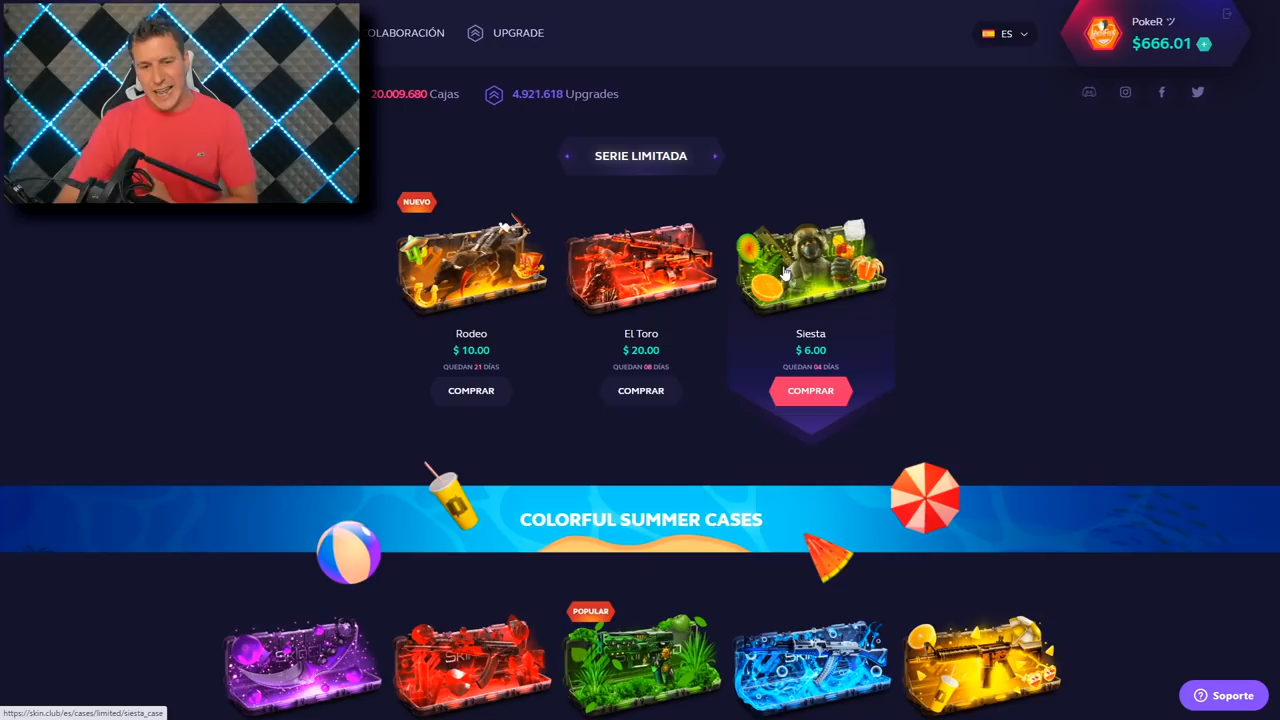 OLABORACIÓN
UPGRADE
ES
PokeR ツ
$666.01
20.009.680 Cajas
4.921.618 Upgrades
SERIE LIMITADA
NUEVO
Rodeo
$ 10.00
QUEDAN 21 DÍAS
COMPRAR
El Toro
$ 20.00
QUEDAN 08 DÍAS
COMPRAR
Siesta
$ 6.00
QUEDAN 04 DÍAS
COMPRAR
COLORFUL SUMMER CASES
POPULAR
Soporte
https://skin.club/es/cases/limited/siesta_case